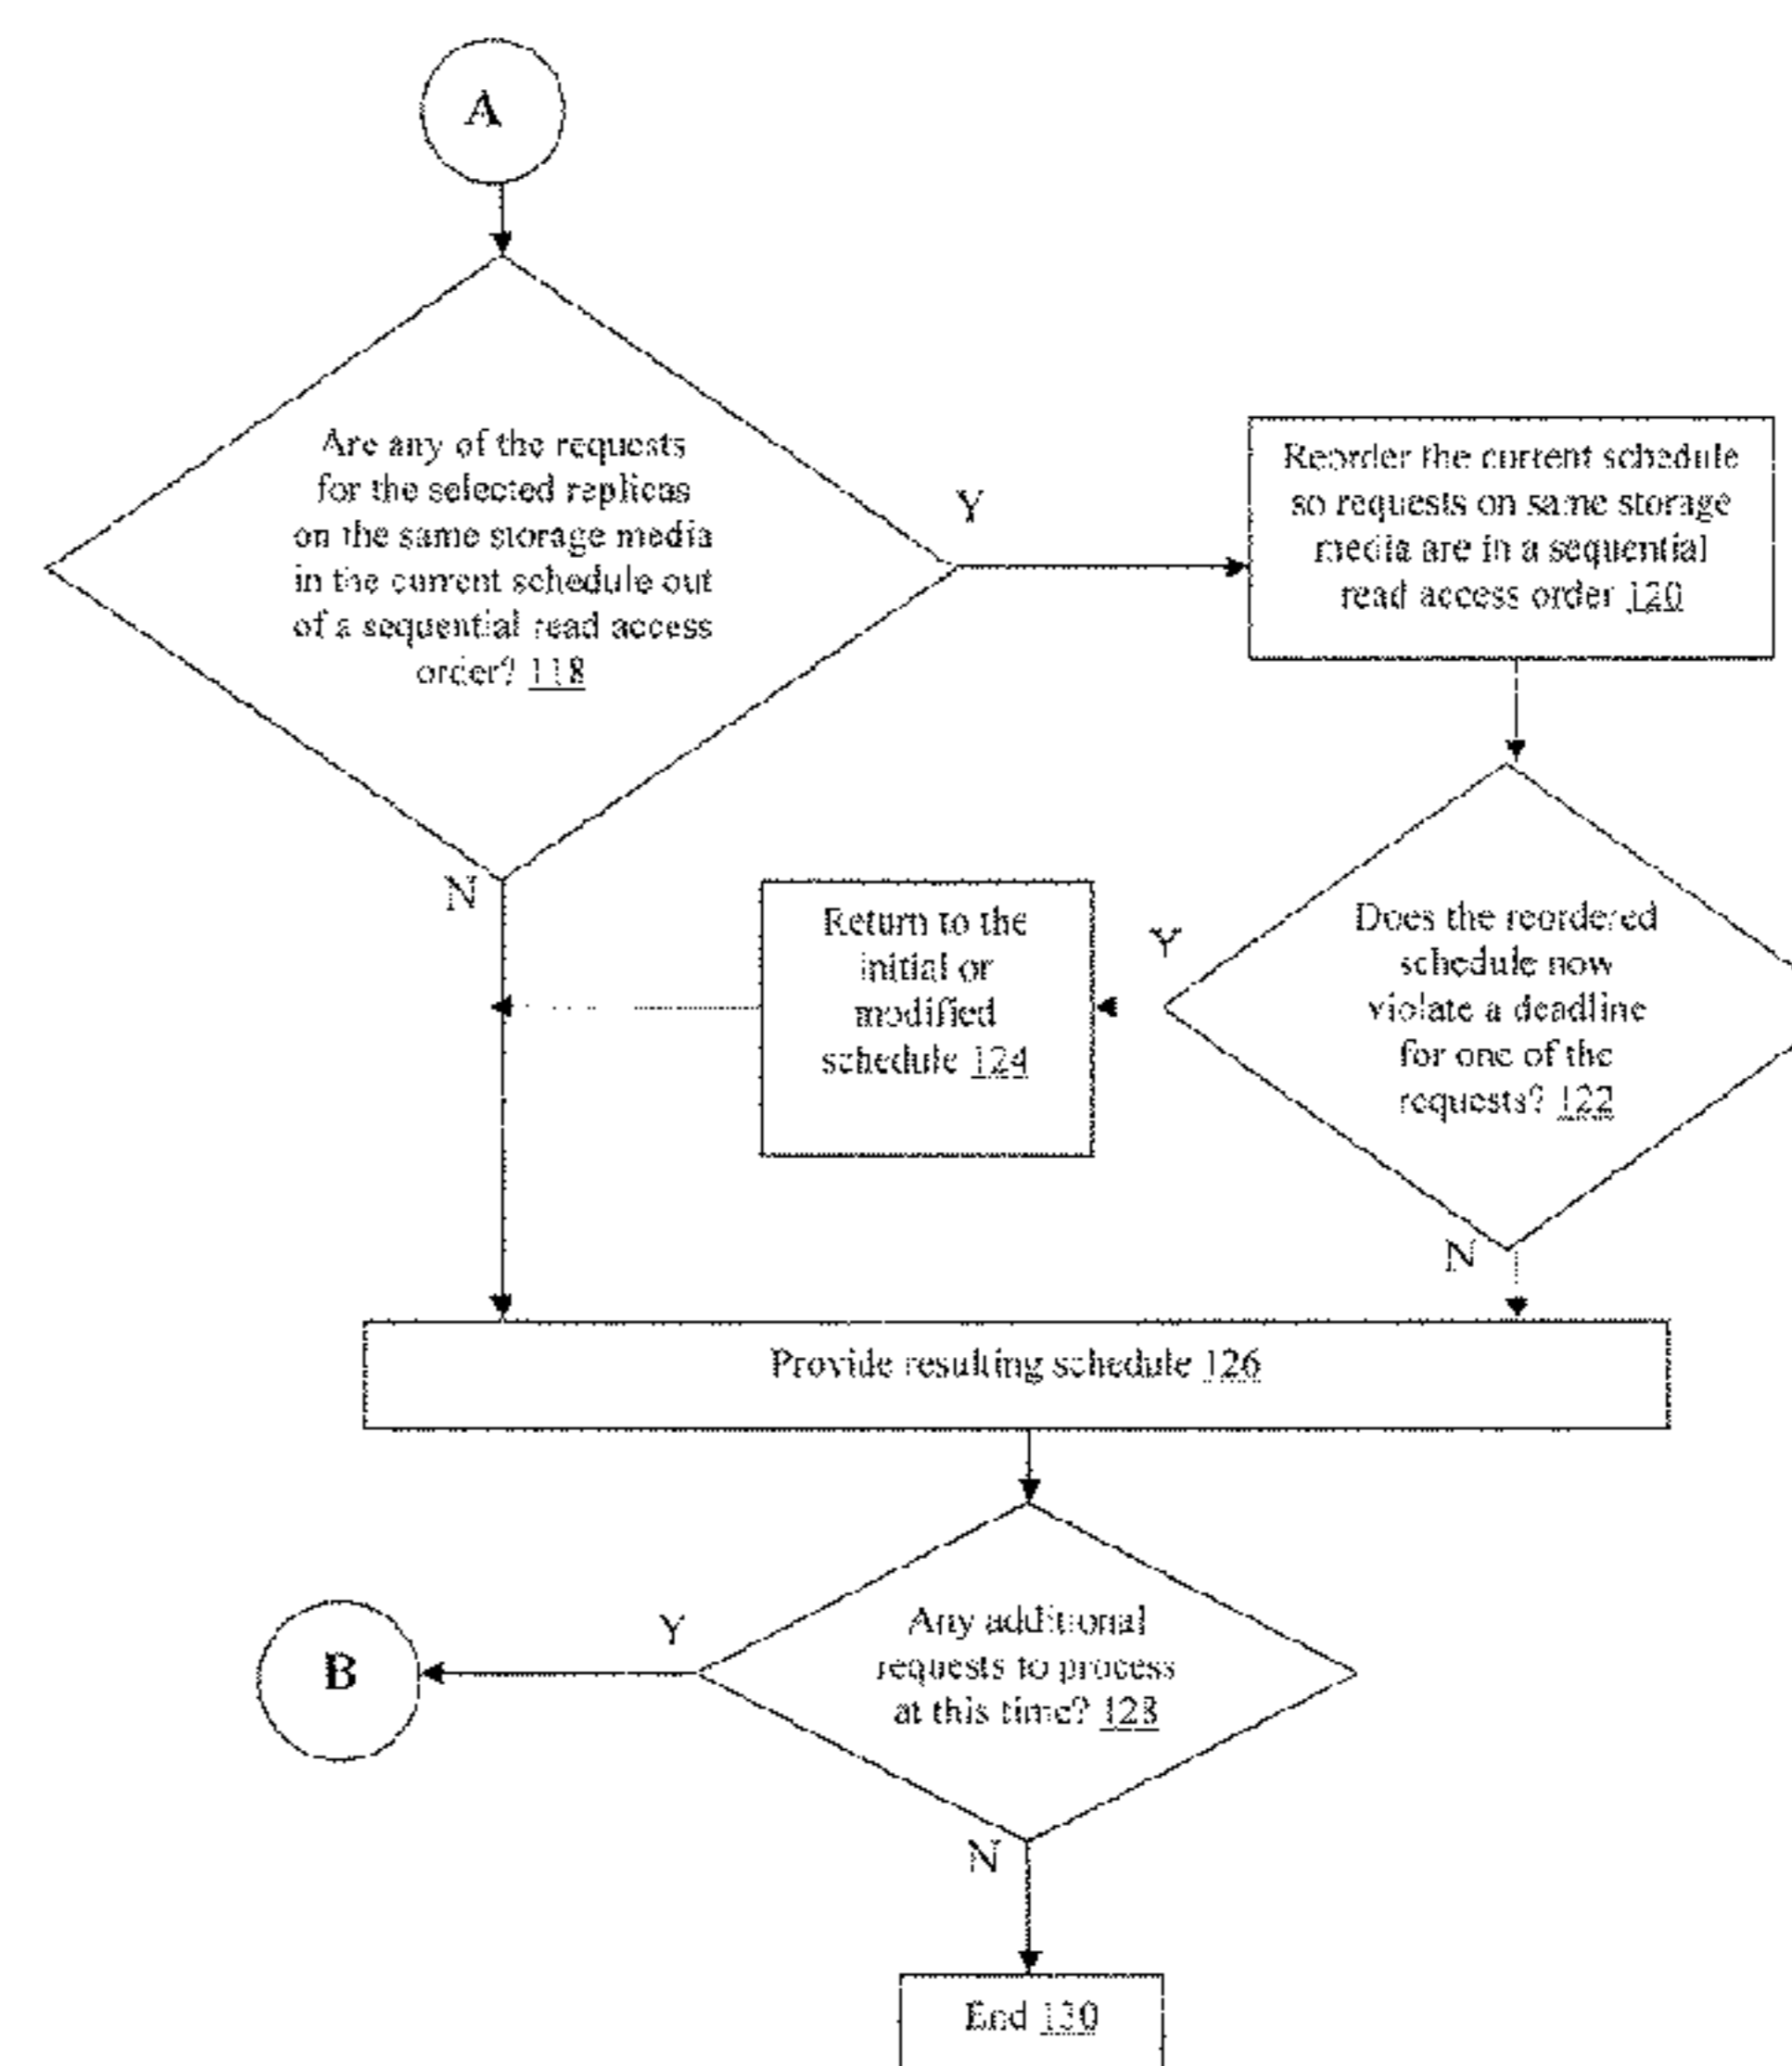 A
Are any of the requests
for the selected replicas
on the same storage media
in the current schedule out
of a sequential read access
order? 118
Y
Reorder the current schedule
so requests on same storage
media are in a sequential
read access order 120
N
Return to the
initial or
modified
schedule 124
Y
Does the reordered
schedule now
violate a deadline
for one of the
requests? 122
N
Provide resulting schedule 126
Y
B
Any additional
requests to process
at this time? 128
N
End 130